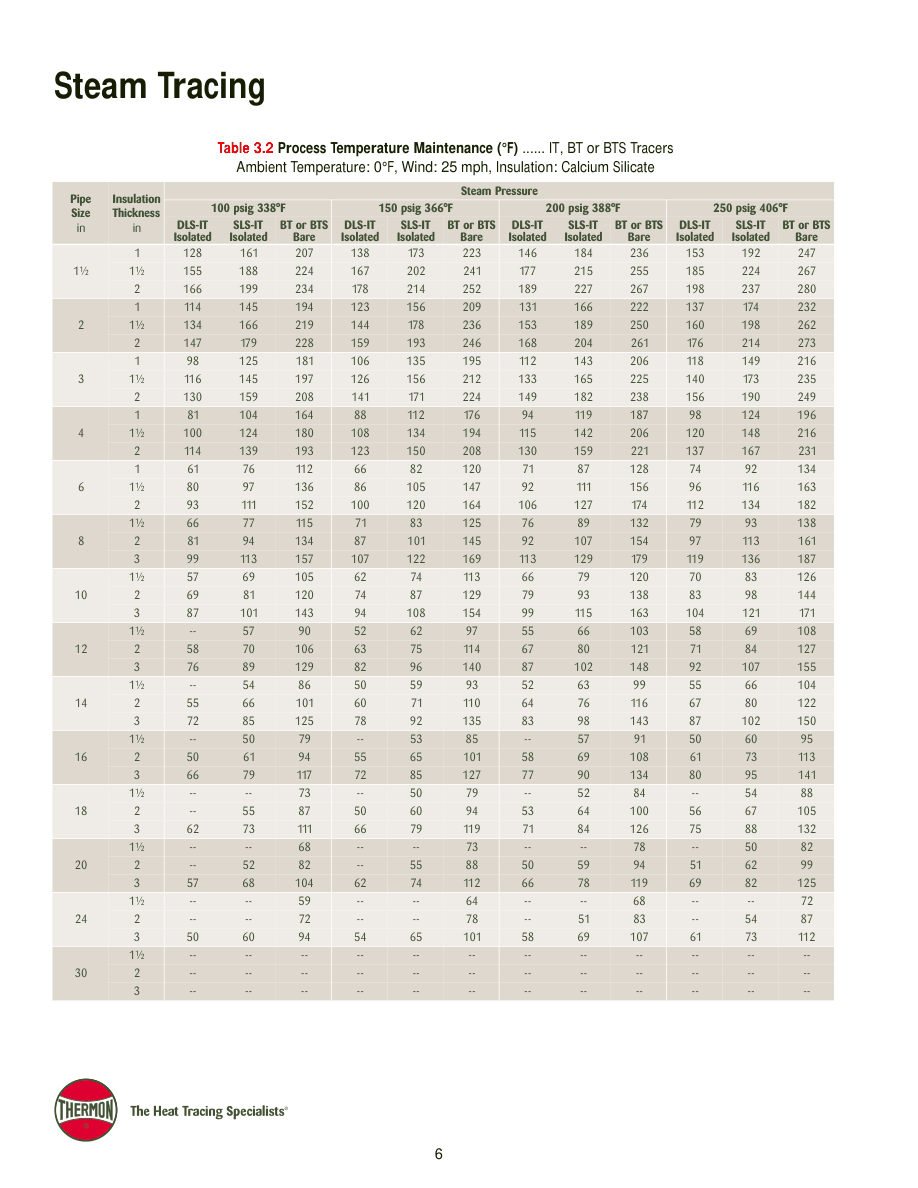 Steam Tracing
Table 3.2 Process Temperature Maintenance (°F) ...... IT, BT or BTS Tracers
Ambient Temperature: 0°F, Wind: 25 mph, Insulation: Calcium Silicate
Pipe Size in Insulation Thickness in Steam Pressure
100 psig 338°F 150 psig 366°F 200 psig 388°F 250 psig 406°F
DLS-IT Isolated SLS-IT Isolated BT or BTS Bare DLS-IT Isolated SLS-IT Isolated BT or BTS Bare DLS-IT Isolated SLS-IT Isolated BT or BTS Bare DLS-IT Isolated SLS-IT Isolated BT or BTS Bare
1 128 161 207 138 173 223 146 184 236 153 192 247
1½ 1½ 155 188 224 167 202 241 177 215 255 185 224 267
2 166 199 234 178 214 252 189 227 267 198 237 280
1 114 145 194 123 156 209 131 166 222 137 174 232
2 1½ 134 166 219 144 178 236 153 189 250 160 198 262
2 147 179 228 159 193 246 168 204 261 176 214 273
1 98 125 181 106 135 195 112 143 206 118 149 216
3 1½ 116 145 197 126 156 212 133 165 225 140 173 235
2 130 159 208 141 171 224 149 182 238 156 190 249
1 81 104 164 88 112 176 94 119 187 98 124 196
4 1½ 100 124 180 108 134 194 115 142 206 120 148 216
2 114 139 193 123 150 208 130 159 221 137 167 231
1 61 76 112 66 82 120 71 87 128 74 92 134
6 1½ 80 97 136 86 105 147 92 111 156 96 116 163
2 93 111 152 100 120 164 106 127 174 112 134 182
1½ 66 77 115 71 83 125 76 89 132 79 93 138
8 2 81 94 134 87 101 145 92 107 154 97 113 161
3 99 113 157 107 122 169 113 129 179 119 136 187
1½ 57 69 105 62 74 113 66 79 120 70 83 126
10 2 69 81 120 74 87 129 79 93 138 83 98 144
3 87 101 143 94 108 154 99 115 163 104 121 171
1½ -- 57 90 52 62 97 55 66 103 58 69 108
12 2 58 70 106 63 75 114 67 80 121 71 84 127
3 76 89 129 82 96 140 87 102 148 92 107 155
1½ -- 54 86 50 59 93 52 63 99 55 66 104
14 2 55 66 101 60 71 110 64 76 116 67 80 122
3 72 85 125 78 92 135 83 98 143 87 102 150
1½ -- 50 79 -- 53 85 -- 57 91 50 60 95
16 2 50 61 94 55 65 101 58 69 108 61 73 113
3 66 79 117 72 85 127 77 90 134 80 95 141
1½ -- -- 73 -- 50 79 -- 52 84 -- 54 88
18 2 -- 55 87 50 60 94 53 64 100 56 67 105
3 62 73 111 66 79 119 71 84 126 75 88 132
1½ -- -- 68 -- -- 73 -- -- 78 -- 50 82
20 2 -- 52 82 -- 55 88 50 59 94 51 62 99
3 57 68 104 62 74 112 66 78 119 69 82 125
1½ -- -- 59 -- -- 64 -- -- 68 -- -- 72
24 2 -- -- 72 -- -- 78 -- 51 83 -- 54 87
3 50 60 94 54 65 101 58 69 107 61 73 112
1½ -- -- -- -- -- -- -- -- -- -- -- --
30 2 -- -- -- -- -- -- -- -- -- -- -- --
3 -- -- -- -- -- -- -- -- -- -- -- --
THERMON ®
The Heat Tracing Specialists®
6